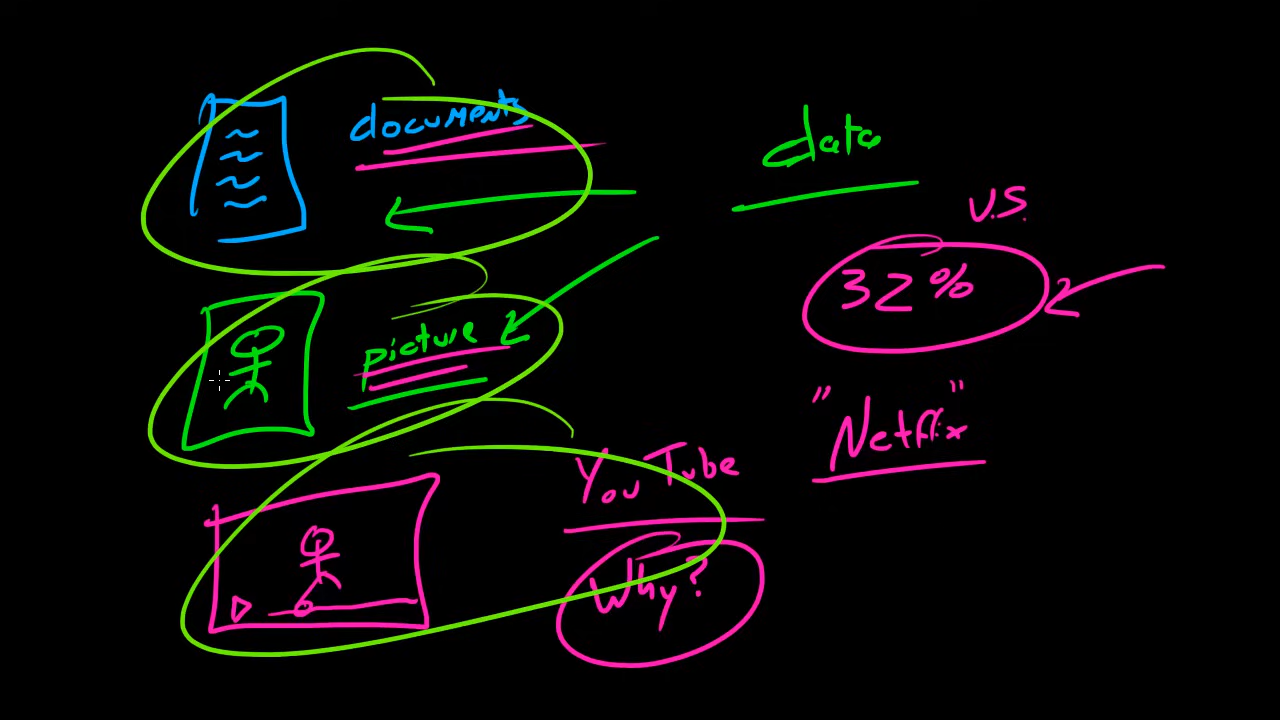 documents
data
U.S.
32%
picture
"Netflix"
YouTube
Why?